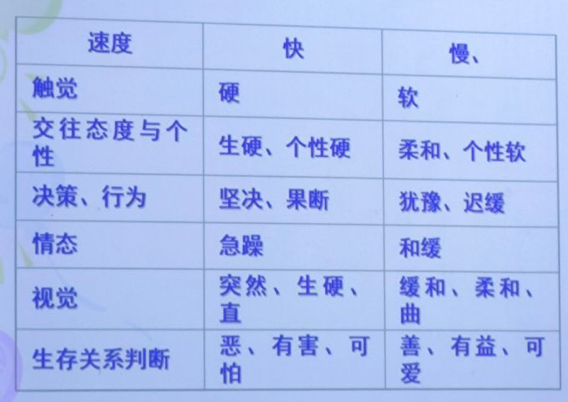 速度 快 慢、
触觉 硬 软
交往态度与个性 生硬、个性硬 柔和、个性软
决策、行为 坚决、果断 犹豫、迟缓
情态 急躁 和缓
视觉 突然、生硬、直 缓和、柔和、曲
生存关系判断 恶、有害、可怕 善、有益、可爱